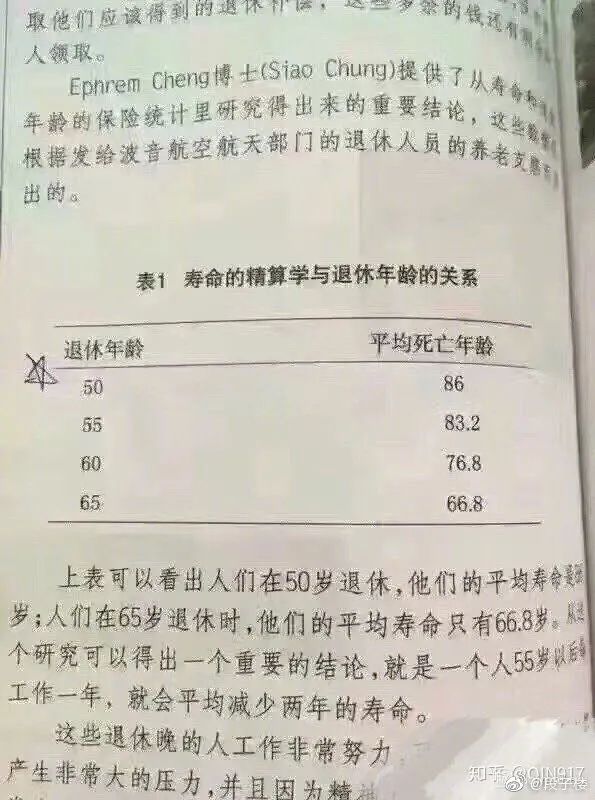 取他们应该得到的退休补偿，这些多余的钱还有
人领取。
Ephrem Cheng博士(Siao Chung)提供了从寿命和
年龄的保险统计里研究得出来的重要结论，这些
根据发给波音航空航天部门的退休人员的养老支
出的。
表1 寿命的精算学与退休年龄的关系
退休年龄 平均死亡年龄
50 86
55 83.2
60 76.8
65 66.8
上表可以看出人们在50岁退休，他们的平均寿命是
岁；人们在65岁退休时，他们的平均寿命只有66.8岁。从这
个研究可以得出一个重要的结论，就是一个人55岁以后每
工作一年，就会平均减少两年的寿命。
这些退休晚的人工作非常努力，
产生非常大的压力，并且因为精神
知乎 @QIN917
@段子楼